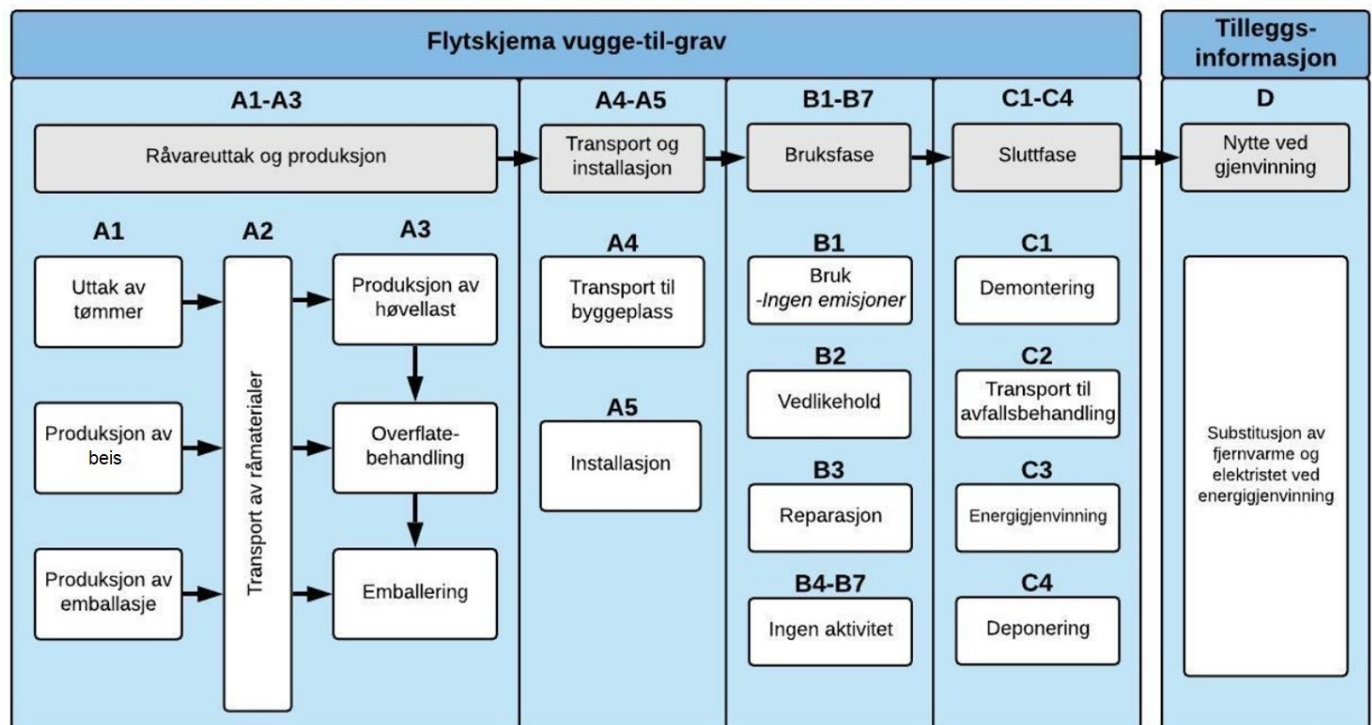 Flytskjema vugge-til-grav
Tilleggs-
informasjon
A1-A3
A4-A5
B1-B7
C1-C4
D
Råvareuttak og produksjon
Transport og
installasjon
Bruksfase
Sluttfase
Nytte ved
gjenvinning
A1
Uttak av
tømmer
Produksjon av
beis
Produksjon av
emballasje
A2
Transport av råmaterialer
A3
Produksjon av
høvellast
Overflate-
behandling
Emballering
A4
Transport til
byggeplass
A5
Installasjon
B1
Bruk
-Ingen emisjoner
B2
Vedlikehold
B3
Reparasjon
B4-B7
Ingen aktivitet
C1
Demontering
C2
Transport til
avfallsbehandling
C3
Energigjenvinning
C4
Deponering
Substitusjon av
fjernvarme og
elektristet ved
energigjenvinning